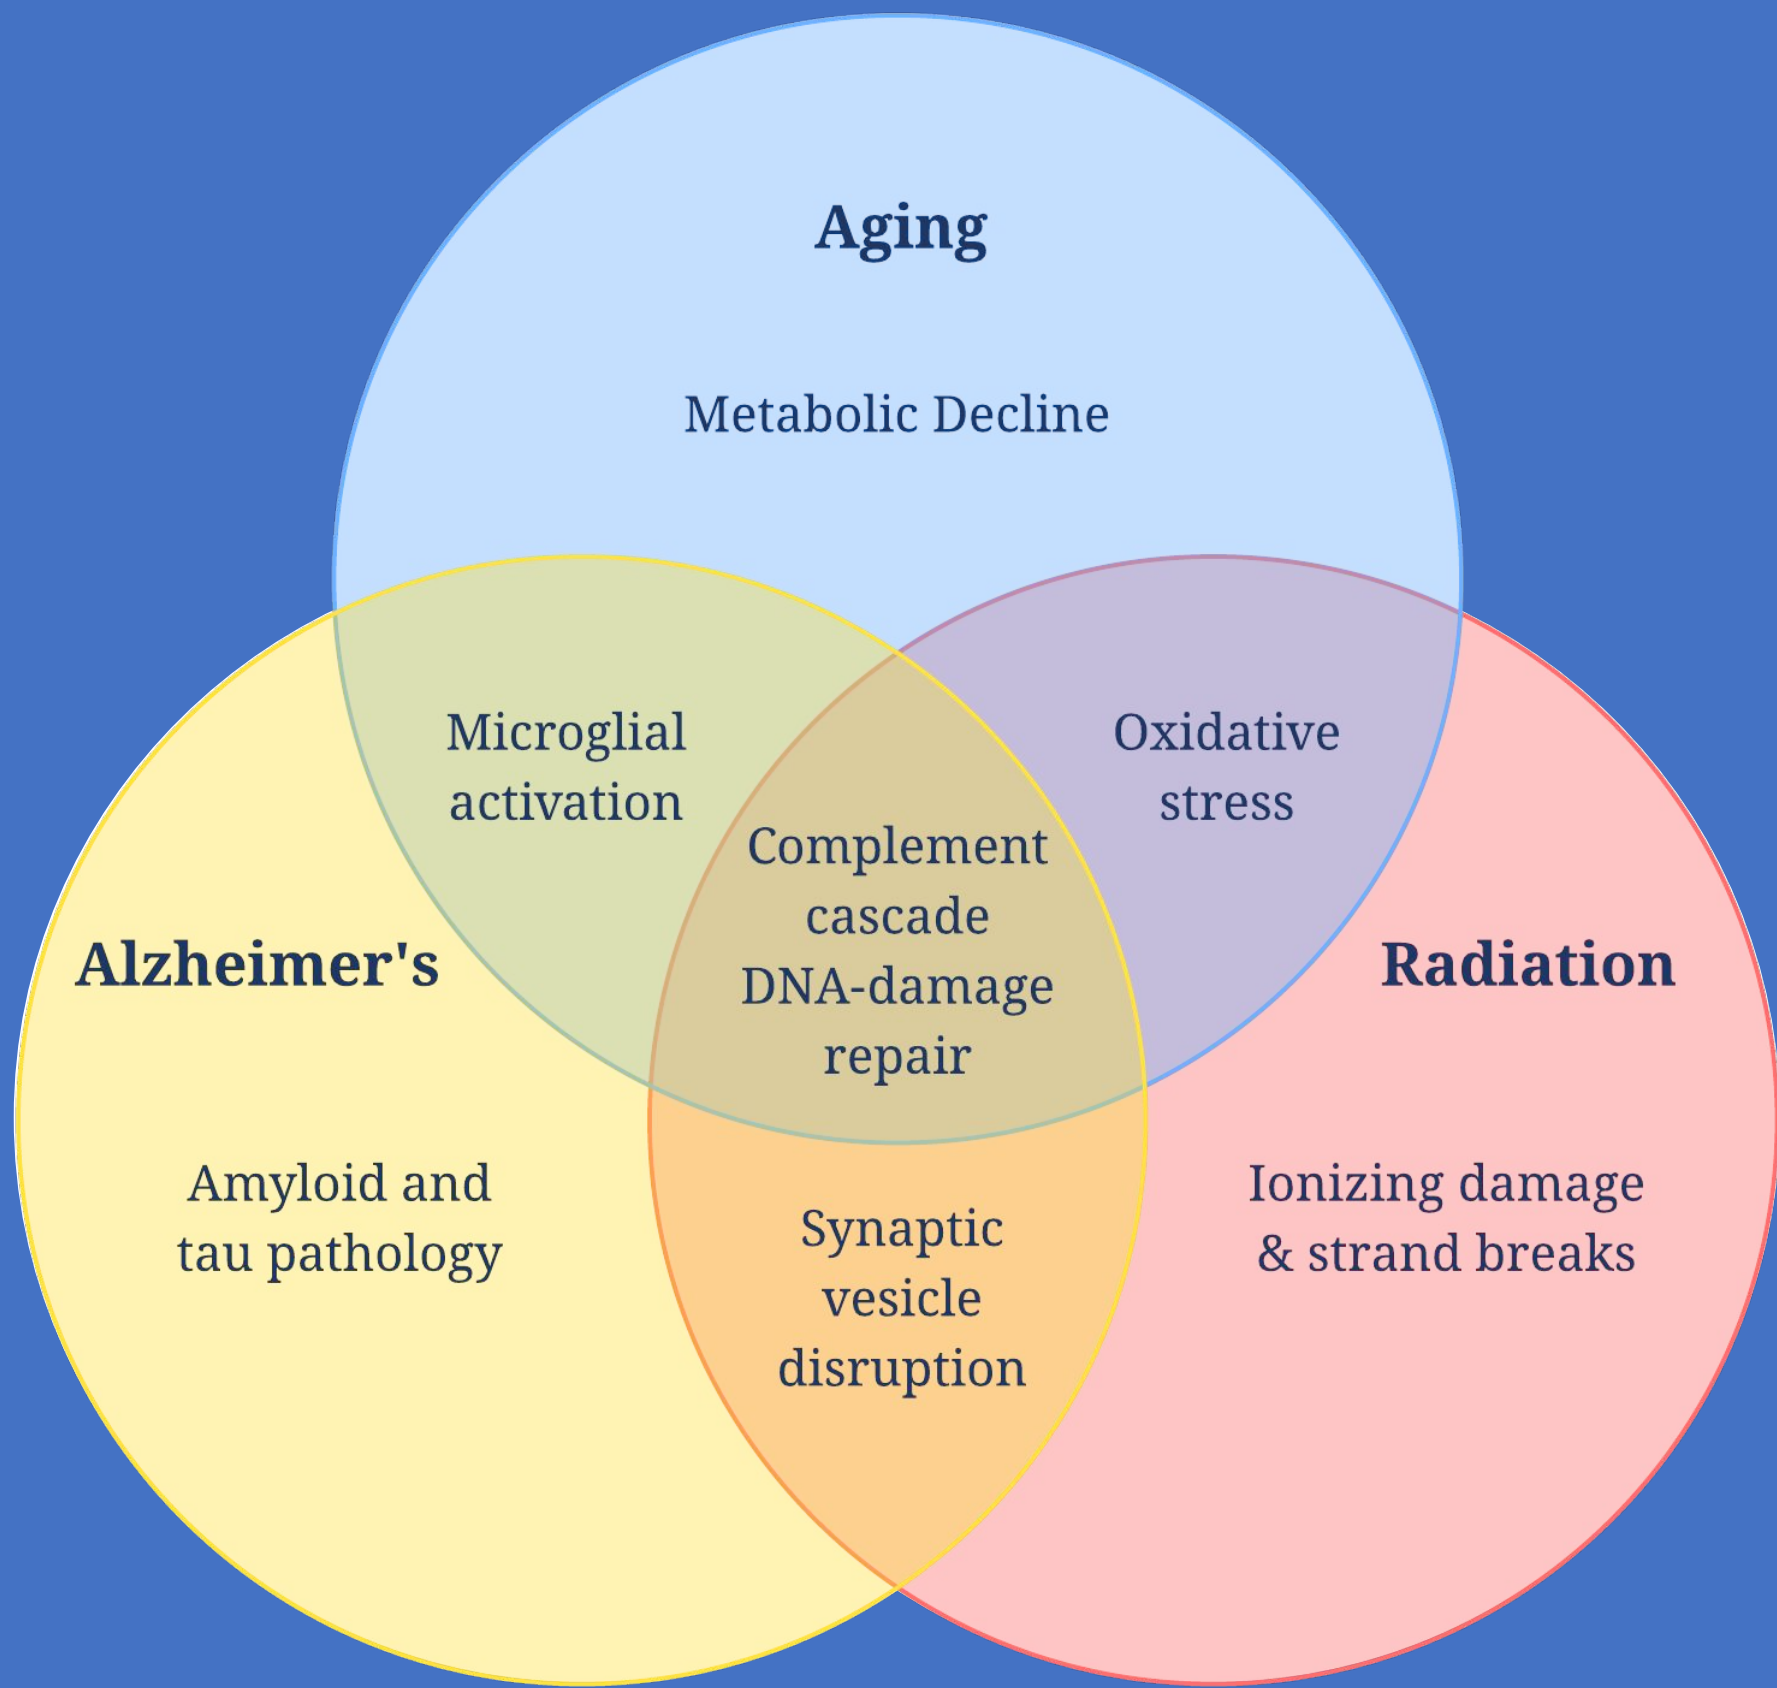 Aging
Metabolic Decline
Microglial
activation
Oxidative
stress
Complement
cascade
DNA-damage
repair
Alzheimer's
Radiation
Amyloid and
tau pathology
Ionizing damage
& strand breaks
Synaptic
vesicle
disruption